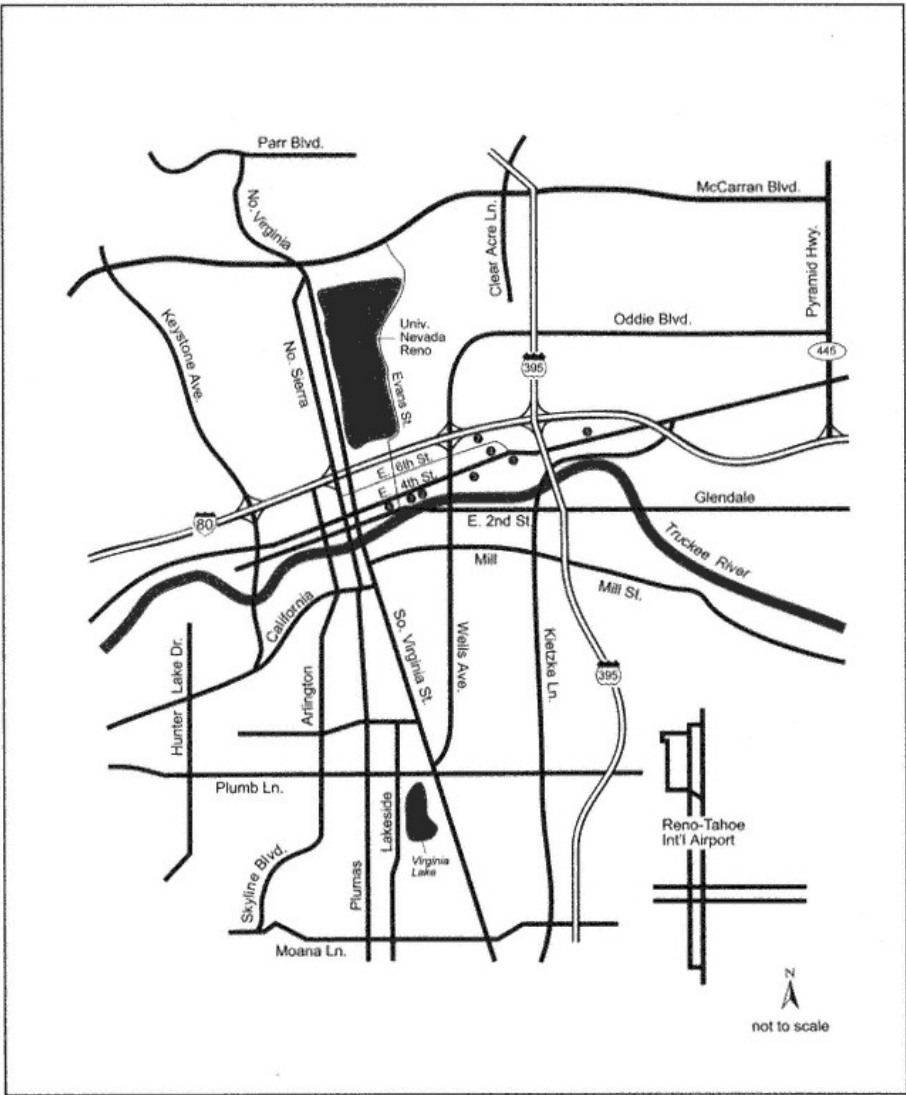 Parr Blvd.
McCarran Blvd.
No. Virginia
Clear Acre Ln.
Pyramid Hwy.
Keystone Ave.
No. Sierra
Univ.
Nevada
Reno
Oddie Blvd.
445
395
Evans St.
E. 6th St.
E. 4th St.
80
Glendale
E. 2nd St.
Truckee River
Mill
Mill St.
California
So. Virginia St.
Wells Ave.
Kietzke Ln.
395
Hunter Lake Dr.
Arlington
Plumb Ln.
Lakeside
Reno-Tahoe
Int'l Airport
Virginia
Lake
Skyline Blvd.
Plumas
Moana Ln.
N
not to scale